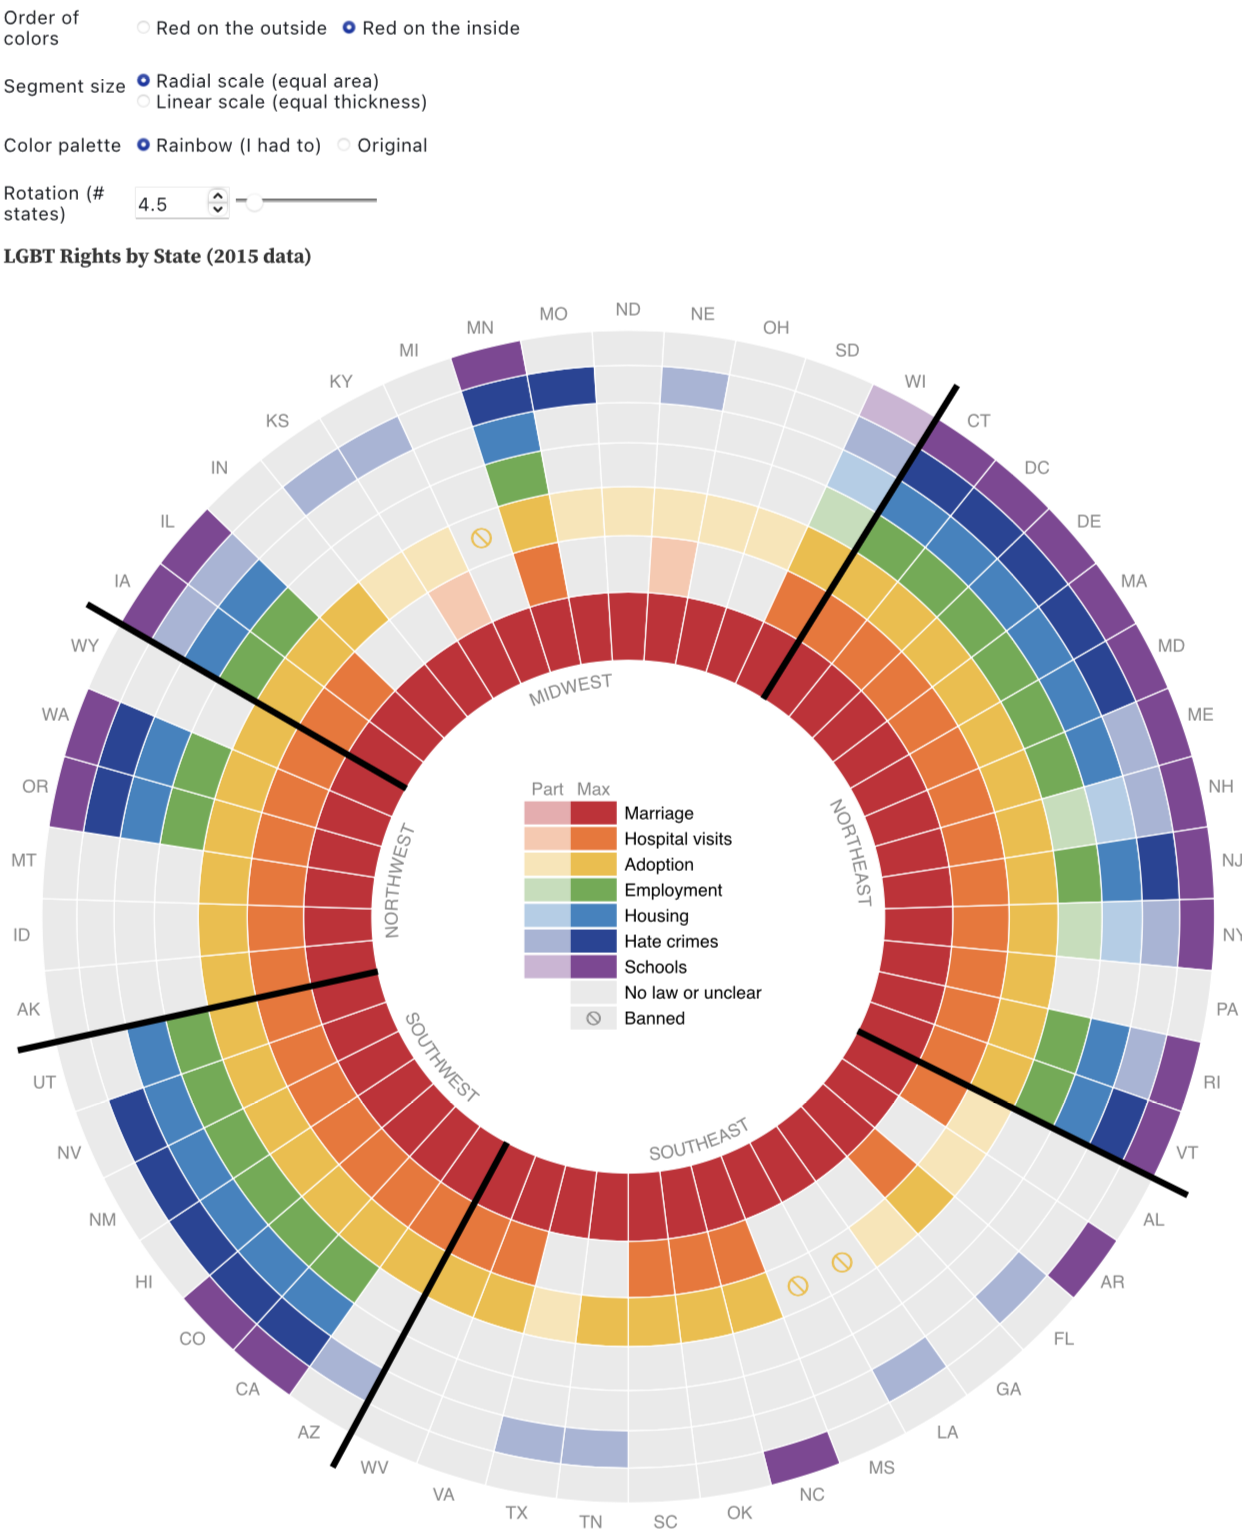 Order of
colors
Red on the outside
Red on the inside
Segment size
Radial scale (equal area)
Linear scale (equal thickness)
Color palette
Rainbow (I had to)
Original
Rotation (#
states)
4.5
LGBT Rights by State (2015 data)
ND
NE
OH
SD
WI
CT
DC
DE
MA
MD
ME
NH
NJ
NY
PA
RI
VT
AL
AR
FL
GA
LA
MS
NC
OK
SC
TN
TX
VA
WV
AZ
CA
CO
HI
NM
NV
UT
AK
ID
MT
OR
WA
WY
IA
IL
IN
KS
KY
MI
MN
MO
MIDWEST
NORTHEAST
SOUTHEAST
SOUTHWEST
NORTHWEST
Part Max
Marriage
Hospital visits
Adoption
Employment
Housing
Hate crimes
Schools
No law or unclear
Banned